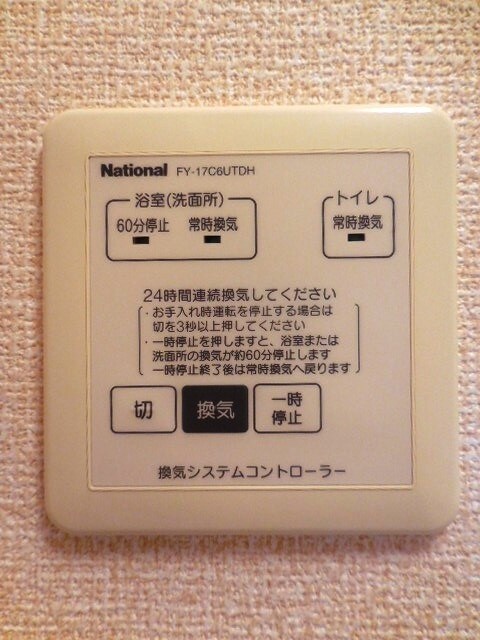 National FY-17C6UTDH
浴室(洗面所)
トイレ
60分停止 常時換気
常時換気
24時間連続換気してください
・お手入れ時運転を停止する場合は
切を3秒以上押してください
・一時停止を押しますと、浴室または
洗面所の換気が約60分停止します
一時停止終了後は常時換気へ戻ります
切
換気
一時
停止
換気システムコントローラー